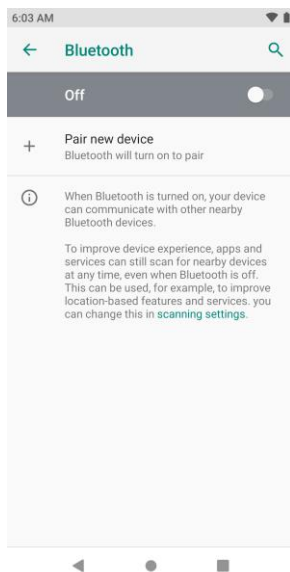 6:03 AM
Bluetooth
Off
Pair new device
Bluetooth will turn on to pair
When Bluetooth is turned on, your device
can communicate with other nearby
Bluetooth devices.
To improve device experience, apps and
services can still scan for nearby devices
at any time, even when Bluetooth is off.
This can be used, for example, to improve
location-based features and services. you
can change this in scanning settings.